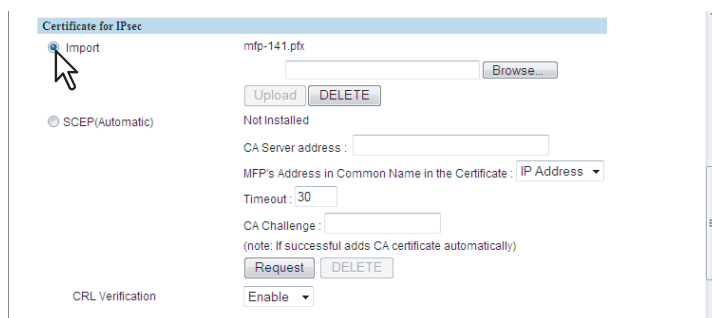 Certificate for IPsec
Import mfp-141.pfx
Browse...
Upload DELETE
SCEP(Automatic) Not Installed
CA Server address :
MFP's Address in Common Name in the Certificate : IP Address
Timeout : 30
CA Challenge :
(note: If successful adds CA certificate automatically)
Request DELETE
CRL Verification Enable